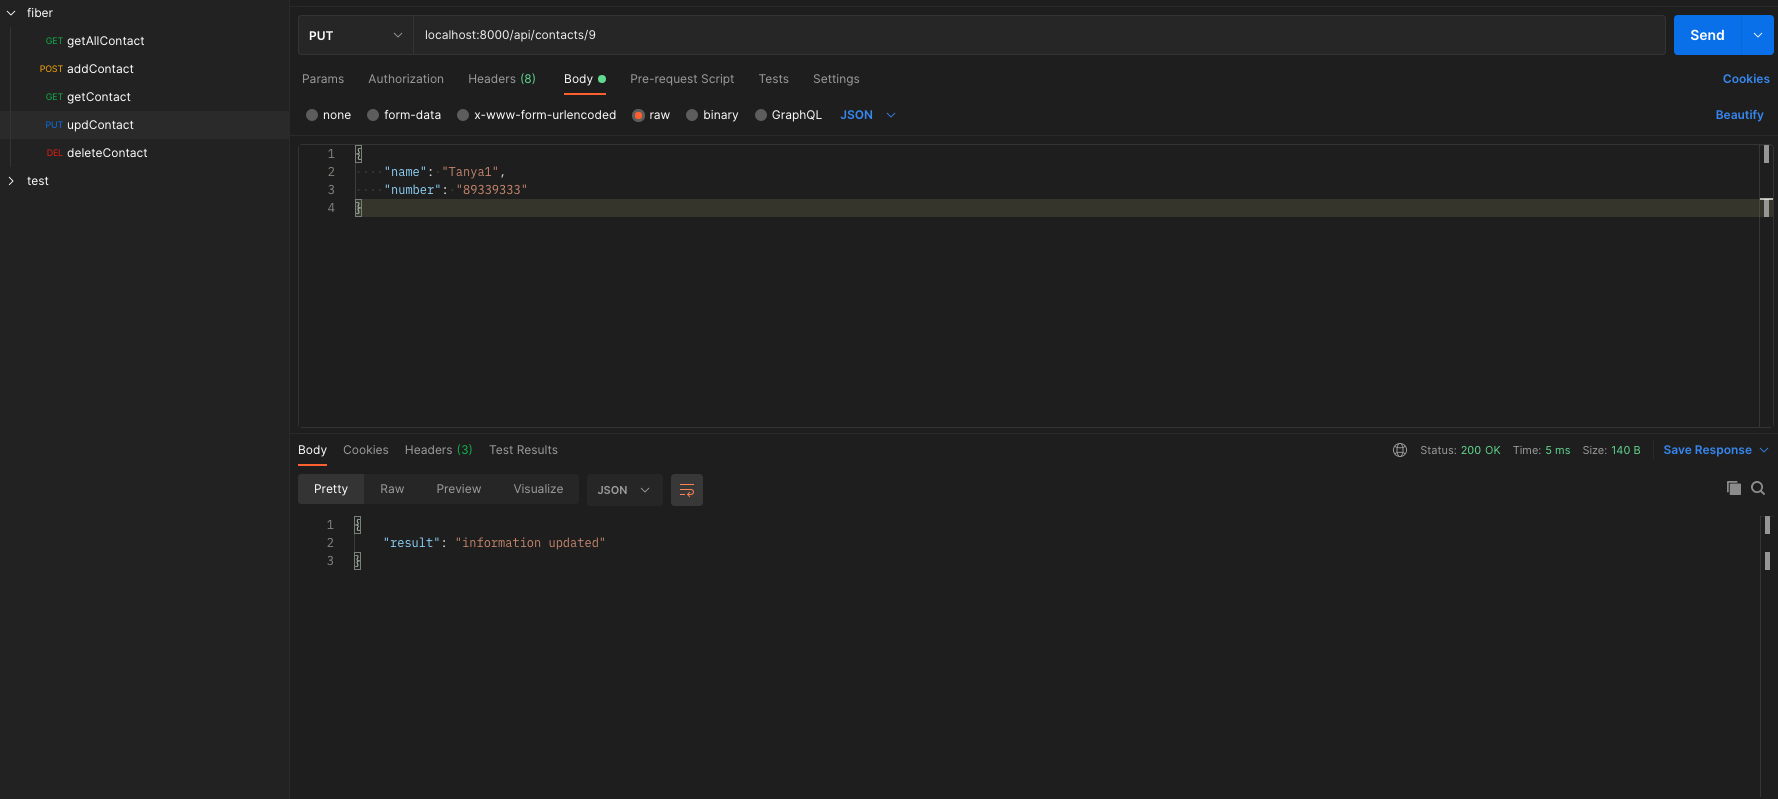 fiber
GET getAllContact
POST addContact
GET getContact
PUT updContact
DEL deleteContact
test
PUT localhost:8000/api/contacts/9 Send
Params Authorization Headers (8) Body Pre-request Script Tests Settings Cookies
none form-data x-www-form-urlencoded raw binary GraphQL JSON Beautify
1 {
2 "name": "Tanya1",
3 "number": "89339333"
4 }
Body Cookies Headers (3) Test Results Status: 200 OK Time: 5 ms Size: 140 B Save Response
Pretty Raw Preview Visualize JSON
1 {
2 "result": "information updated"
3 }